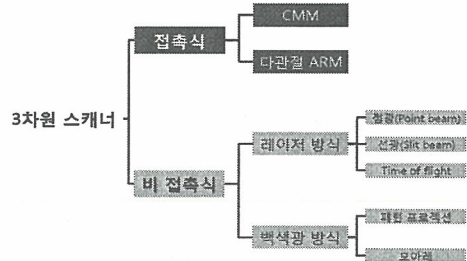 3차원 스캐너
접촉식
CMM
다관절 ARM
비 접촉식
레이저 방식
점광(Point beam)
선광(Slit beam)
Time of flight
백색광 방식
패턴 프로젝션
모아레